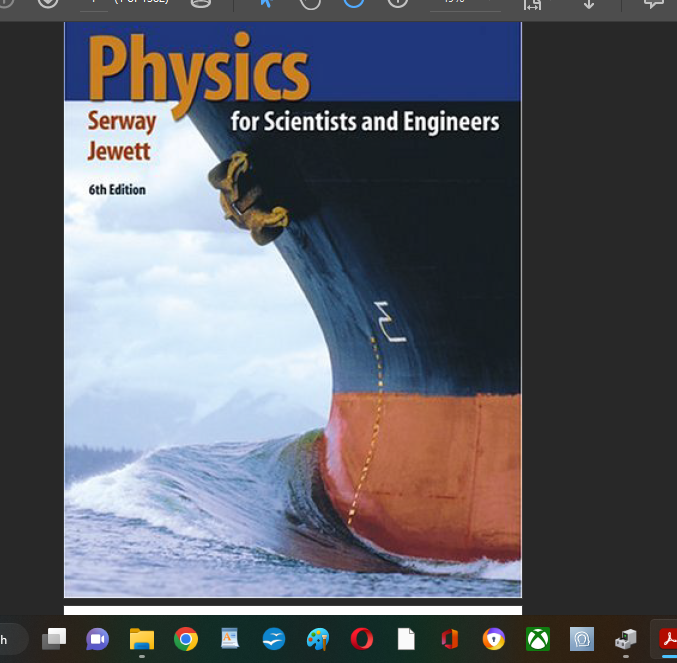 Physics
Serway
Jewett
for Scientists and Engineers
6th Edition